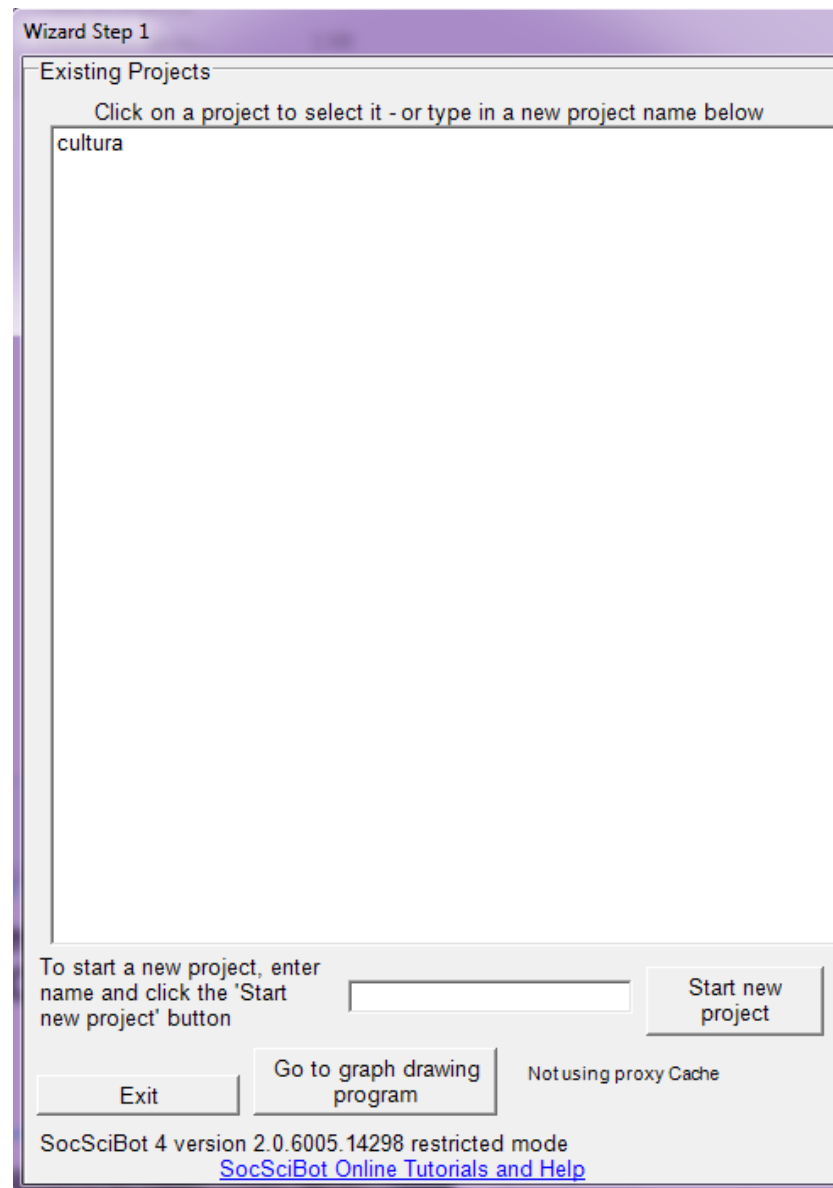 Wizard Step 1
Existing Projects
Click on a project to select it - or type in a new project name below
cultura
To start a new project, enter
name and click the 'Start
new project' button
Start new
project
Exit
Go to graph drawing
program
Not using proxy Cache
SocSciBot 4 version 2.0.6005.14298 restricted mode
SocSciBot Online Tutorials and Help